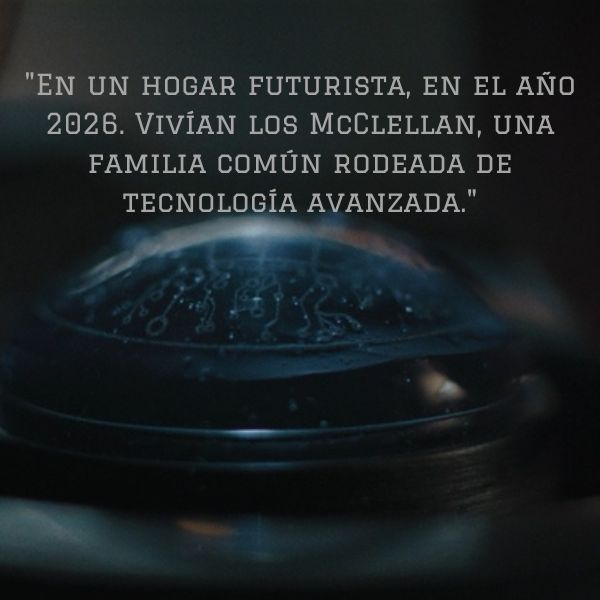 "En un hogar futurista, en el año
2026. Vivían los McClellan, una
familia común rodeada de
tecnología avanzada."